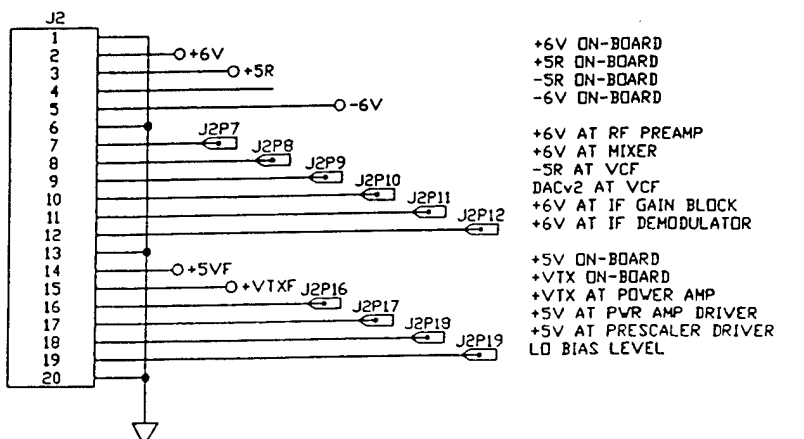 J2
1
2 +6V +6V ON-BOARD
3 +5R +5R ON-BOARD
4 -5R ON-BOARD
5 -6V -6V ON-BOARD
6
7 J2P7 +6V AT RF PREAMP
8 J2P8 +6V AT MIXER
9 J2P9 -5R AT VCF
10 J2P10 DACv2 AT VCF
11 J2P11 +6V AT IF GAIN BLOCK
12 J2P12 +6V AT IF DEMODULATOR
13
14 +5VF +5V ON-BOARD
15 +VTXF +VTX ON-BOARD
16 J2P16 +VTX AT POWER AMP
17 J2P17 +5V AT PWR AMP DRIVER
18 J2P18 +5V AT PRESCALER DRIVER
19 J2P19 LO BIAS LEVEL
20